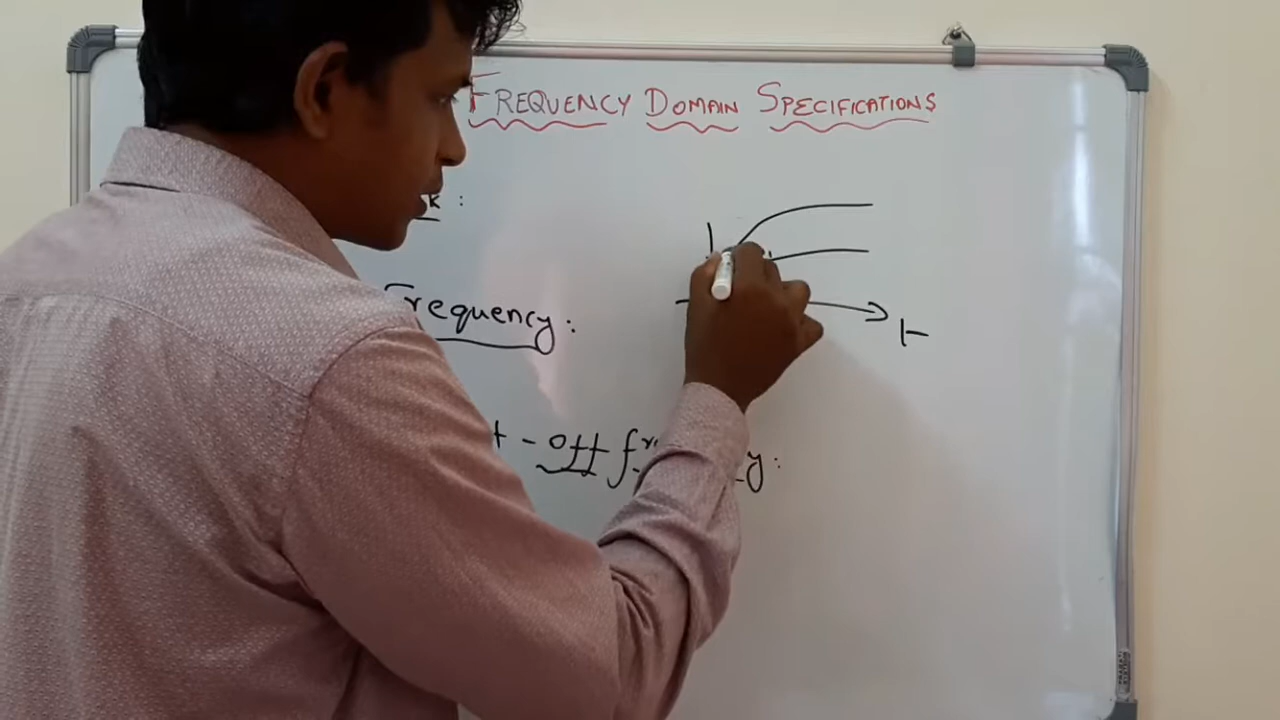 FREQUENCY DOMAIN SPECIFICATIONS
k :
Frequency:
t - off
t